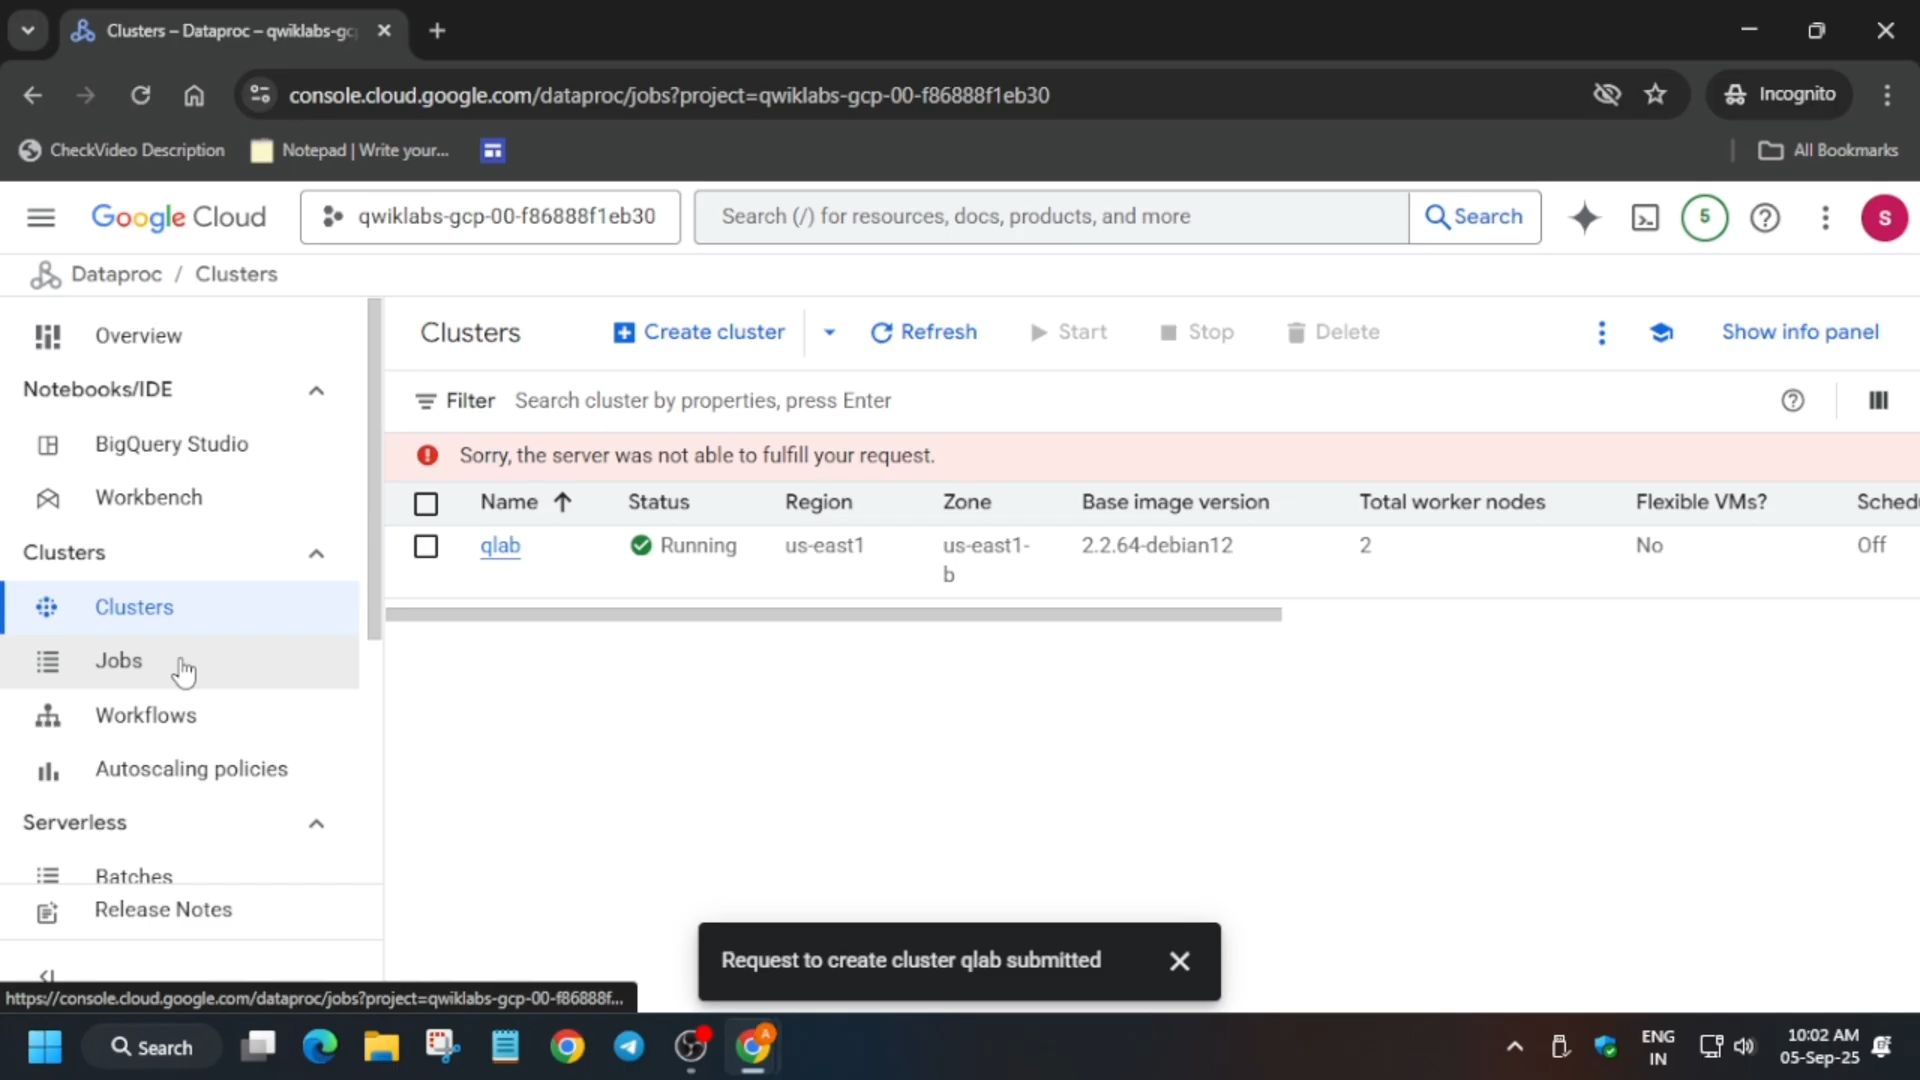 Clusters – Dataproc – qwiklabs-gc
console.cloud.google.com/dataproc/jobs?project=qwiklabs-gcp-00-f86888f1eb30
Incognito
CheckVideo Description
Notepad | Write your...
All Bookmarks
Google Cloud
qwiklabs-gcp-00-f86888f1eb30
Search (/) for resources, docs, products, and more
Search
5
S
Dataproc / Clusters
Overview
Notebooks/IDE
BigQuery Studio
Workbench
Clusters
Clusters
Jobs
Workflows
Autoscaling policies
Serverless
Batches
Release Notes
Clusters
Create cluster
Refresh
Start
Stop
Delete
Show info panel
Filter Search cluster by properties, press Enter
Sorry, the server was not able to fulfill your request.
Name Status Region Zone Base image version Total worker nodes Flexible VMs? Sched
qlab Running us-east1 us-east1-b 2.2.64-debian12 2 No Off
Request to create cluster qlab submitted
https://console.cloud.google.com/dataproc/jobs?project=qwiklabs-gcp-00-f86888f...
Search
A
ENG
IN
10:02 AM
05-Sep-25